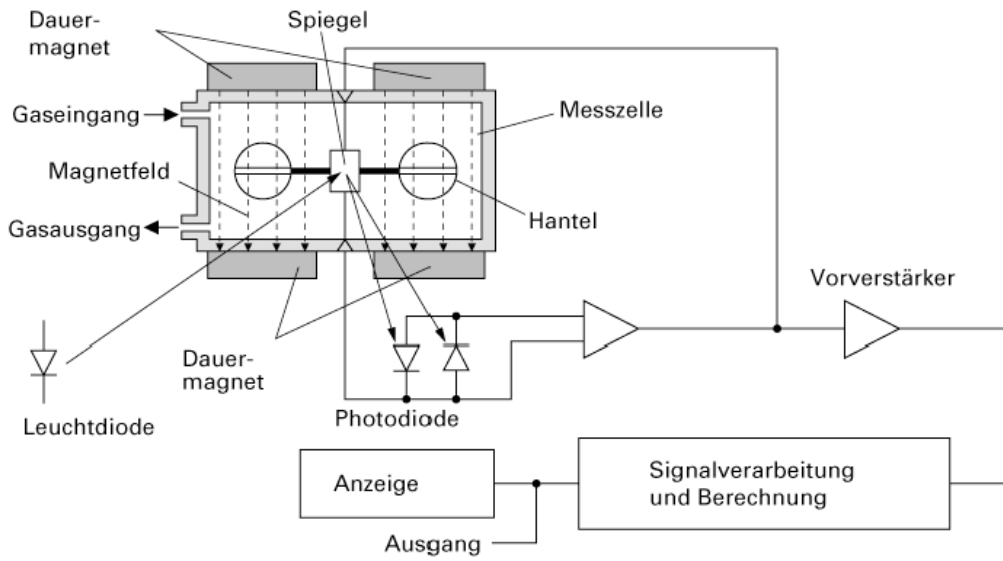 Dauer-
magnet
Spiegel
Gaseingang
Messzelle
Magnetfeld
Hantel
Gasausgang
Vorverstärker
Dauer-
magnet
Photodiode
Leuchtdiode
Anzeige
Signalverarbeitung
und Berechnung
Ausgang